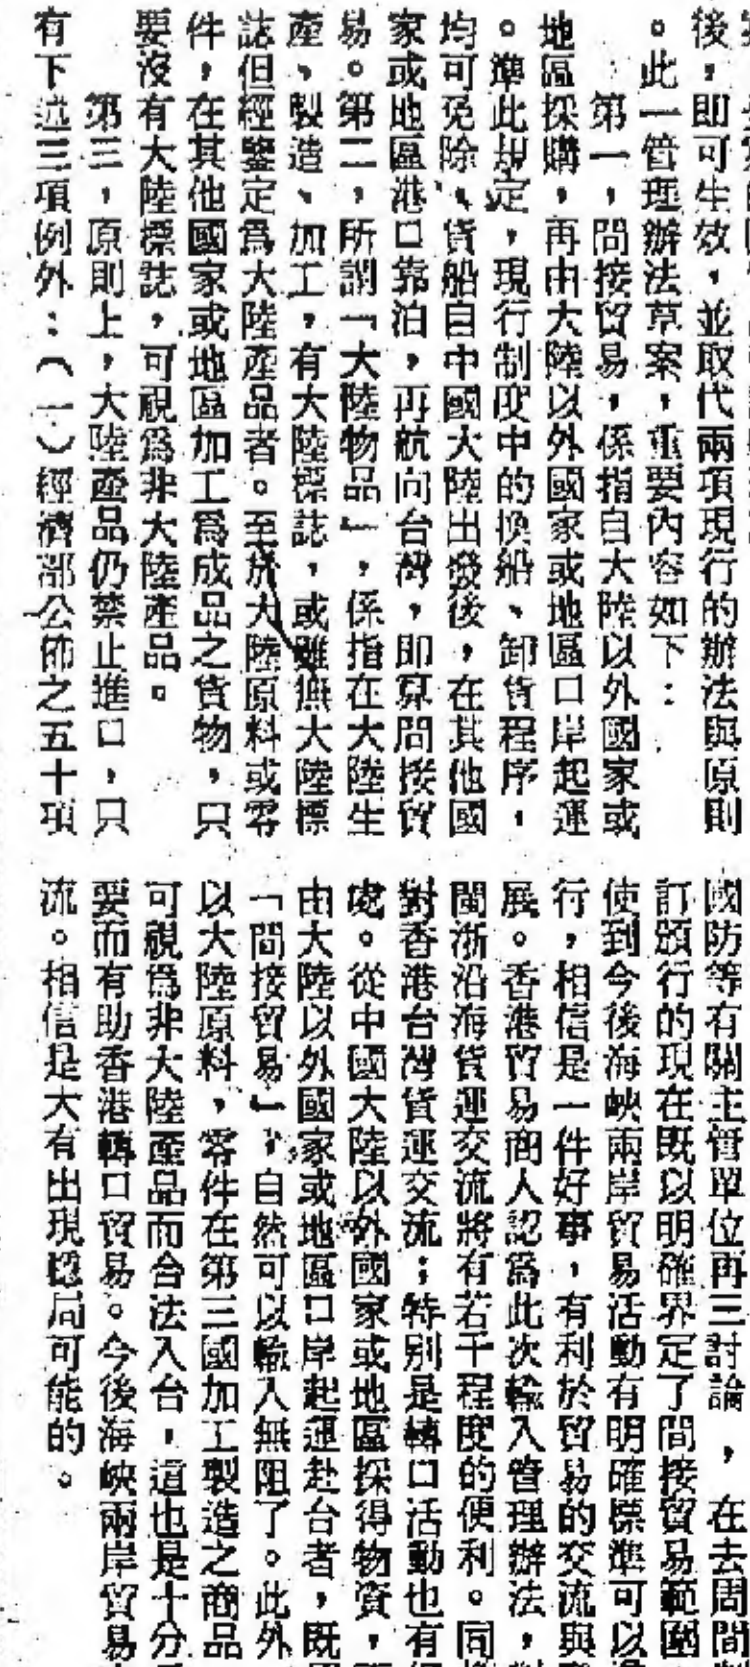 後，即可生效，並取代兩項現行的辦法與原則
。此一管理辦法草案，重要內容如下：
第一，間接貿易，係指自大陸以外國家或
地區採購，再由大陸以外國家或地區口岸起運
。準此規定，現行制度中的換船、卸貨程序，
均可免除，貨船自中國大陸出發後，在其他國
家或地區港口靠泊，再航向台灣，即算間接貿
易。第二，所謂「大陸物品」，係指在大陸生
產、製造、加工，有大陸標誌，或雖無大陸標
誌但經鑒定爲大陸產品者。至於大陸原料或零
件，在其他國家或地區加工爲成品之貨物，只
要沒有大陸標誌，可視爲非大陸產品。
第三，原則上，大陸產品仍禁止進口，只
有下述三項例外：（一）經濟部公佈之五十項
國防等有關主管單位再三討論，在去周間
訂頒行的現在既以明確界定了間接貿易範圍
使到今後海峽兩岸貿易活動有明確標準可以
行，相信是一件好事，有利於貿易的交流與
展。香港貿易商人認爲此次輸入管理辦法，
閩浙沿海貨運交流將有若干程度的便利。同
對香港台灣貨運交流；特別是轉口活動也有
處。從中國大陸以外國家或地區採得物資，
由大陸以外國家或地區口岸起運赴台者，既
「間接貿易」，自然可以輸入無阻了。此外
以大陸原料，零件在第三國加工製造之商品
可視爲非大陸產品而合法入台，這也是十分
要而有助香港轉口貿易。今後海峽兩岸貿易
流。相信是大有出現穩局可能的。